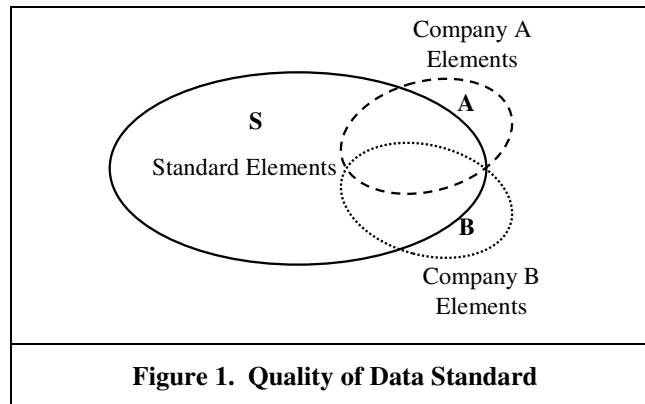 Company A
Elements
A
S
Standard Elements
B
Company B
Elements
Figure 1. Quality of Data Standard